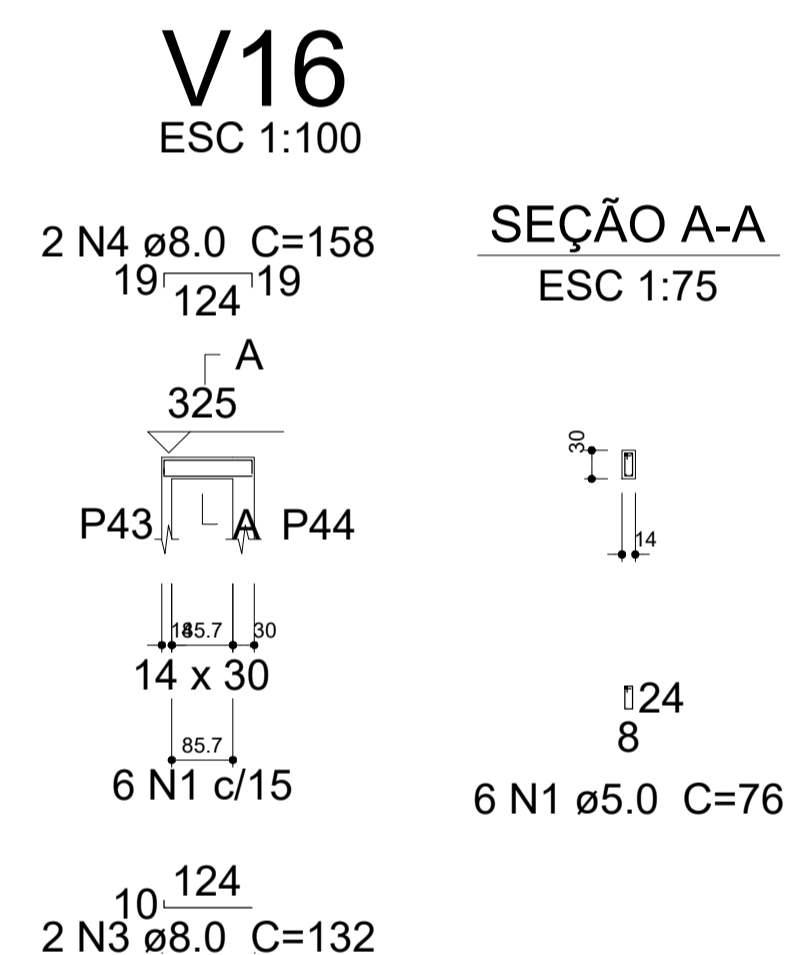 V16
ESC 1:100
2 N4 ø8.0 C=158
19 124 19
A
325
P43 A P44
14 85.7 30
14 x 30
85.7
6 N1 c/15
124
10
2 N3 ø8.0 C=132
SEÇÃO A-A
ESC 1:75
30
14
24
8
6 N1 ø5.0 C=76